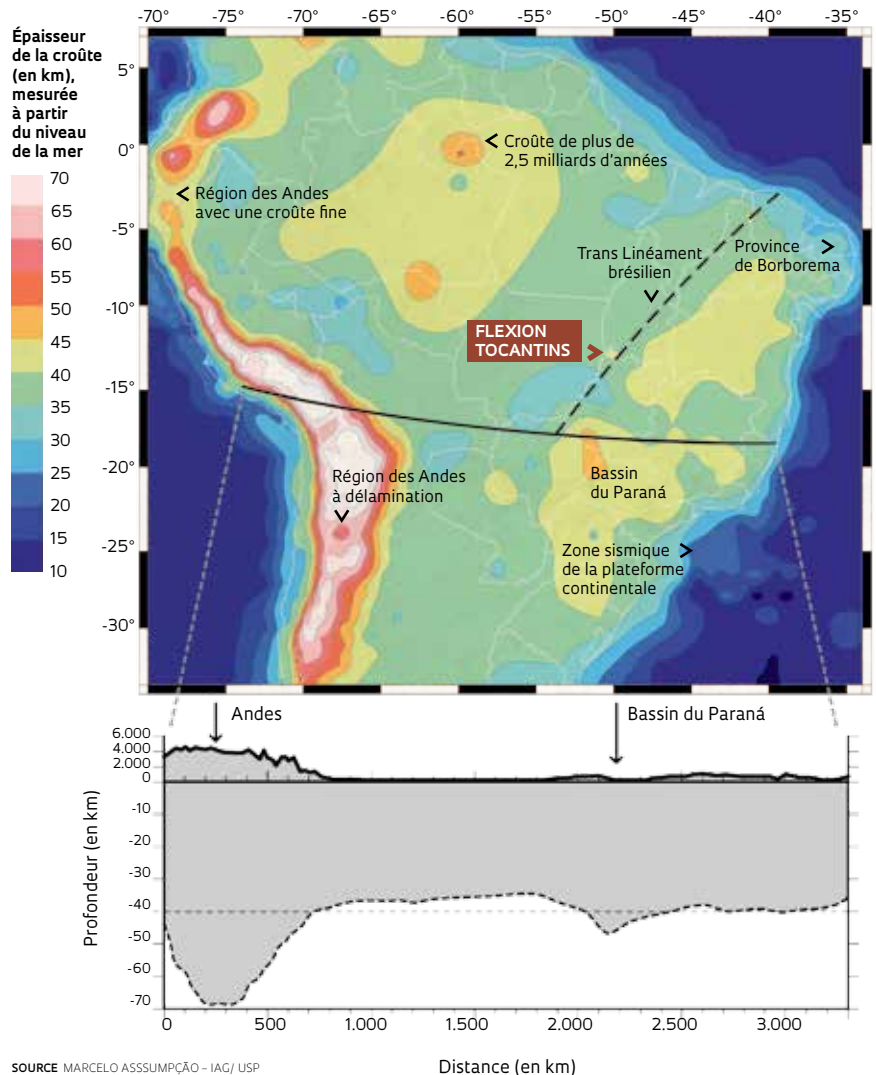 -70° -75° -65° -60° -55° -50° -45° -40° -35°
Épaisseur
de la croûte
(en km),
mesurée
à partir
du niveau
de la mer
70
65
60
55
50
45
40
35
30
25
20
15
10
5°
0°
-5°
-10°
-15°
-20°
-25°
-30°
Croûte de plus de
2,5 milliards d'années
Région des Andes
avec une croûte fine
Trans Linéament
brésilien
Province
de Borborema
FLEXION
TOCANTINS
Région des Andes
à délamination
Bassin
du Paraná
Zone sismique
de la plateforme
continentale
Andes
Bassin du Paraná
6.000
4.000
2.000
0
-10
-20
-30
-40
-50
-60
-70
Profondeur (en km)
0 500 1.000 1.500 2.000 2.500 3.000
Distance (en km)
SOURCE MARCELO ASSSUMPÇÃO – IAG/ USP